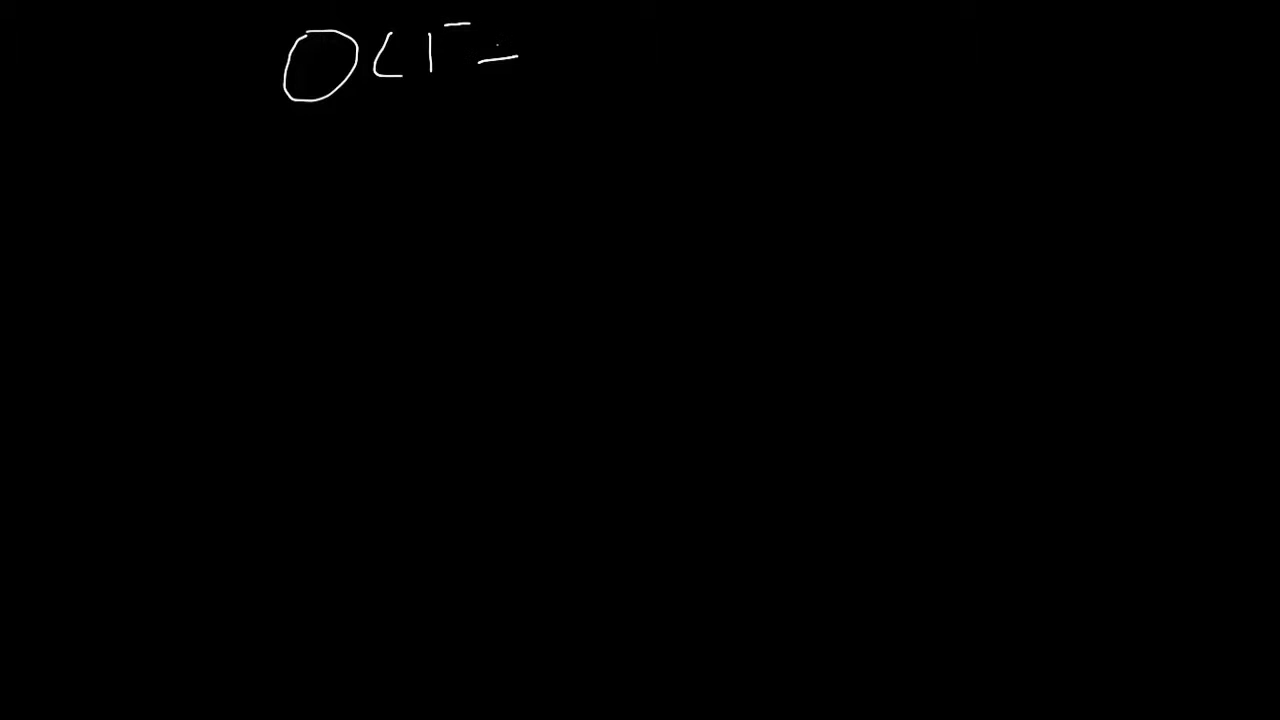 OCl⁻ =